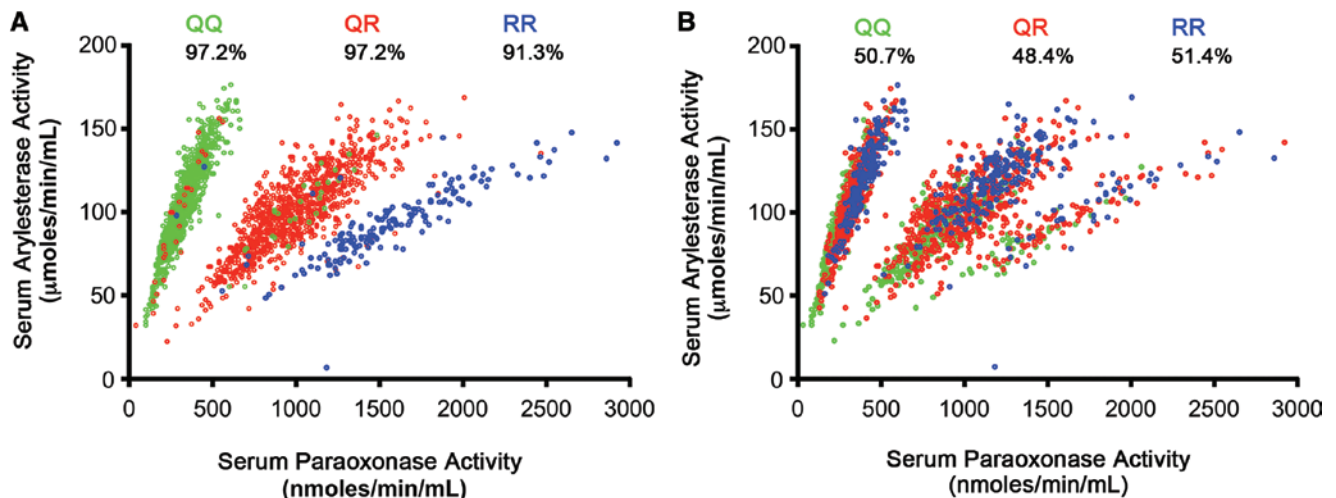 A
QQ QR RR
97.2% 97.2% 91.3%
200
150
100
50
0
0 500 1000 1500 2000 2500 3000
Serum Arylesterase Activity
(μmoles/min/mL)
Serum Paraoxonase Activity
(nmoles/min/mL)
B
QQ QR RR
50.7% 48.4% 51.4%
200
150
100
50
0
0 500 1000 1500 2000 2500 3000
Serum Arylesterase Activity
(μmoles/min/mL)
Serum Paraoxonase Activity
(nmoles/min/mL)